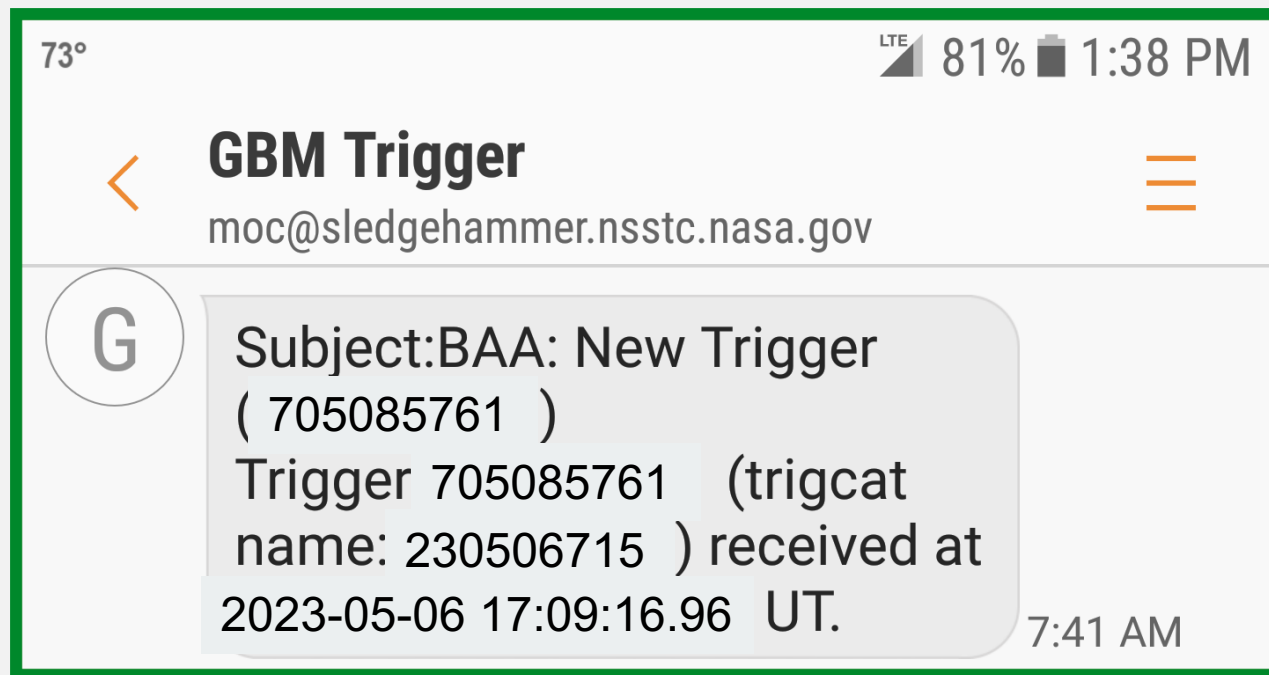 73° LTE 81% 1:38 PM
GBM Trigger
moc@sledgehammer.nsstc.nasa.gov
G
Subject:BAA: New Trigger
( 705085761 )
Trigger 705085761 (trigcat
name: 230506715 ) received at
2023-05-06 17:09:16.96 UT.
7:41 AM